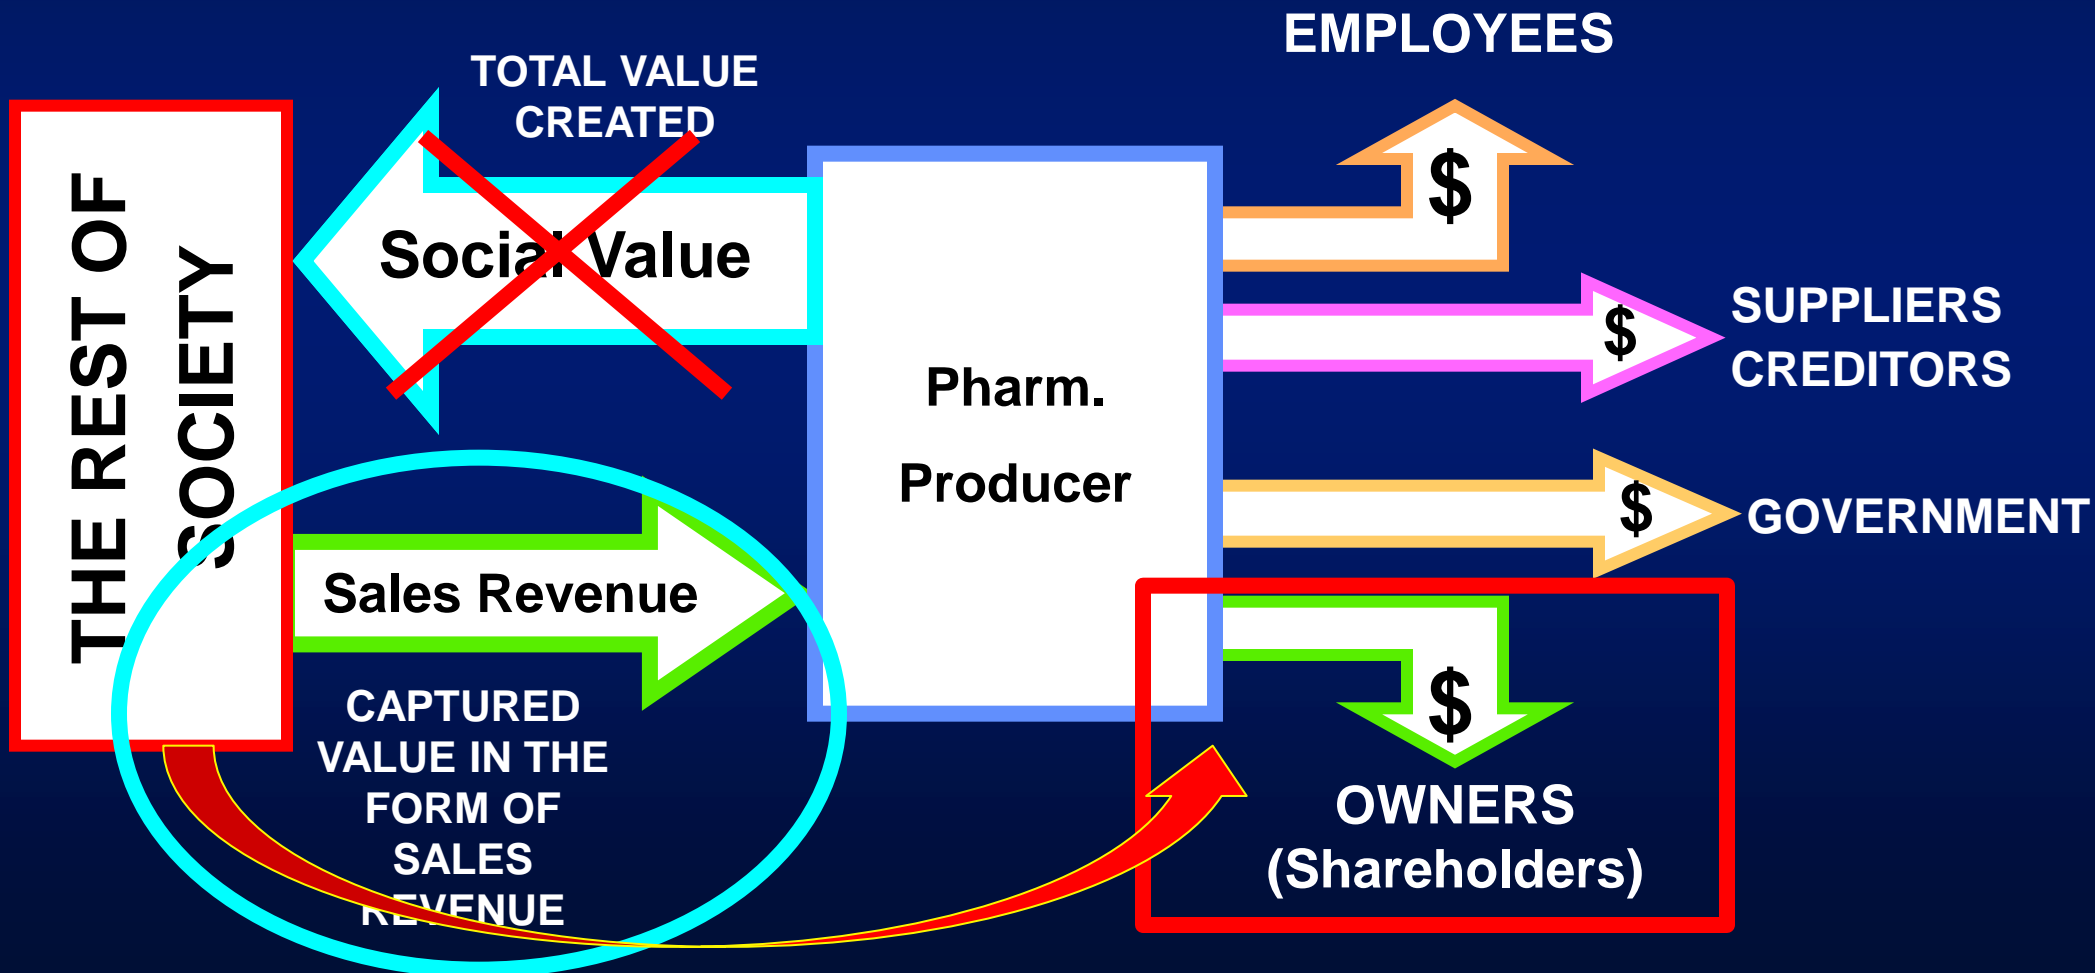 THE REST OF
SOCIETY
TOTAL VALUE
CREATED
Social Value
Sales Revenue
CAPTURED
VALUE IN THE
FORM OF
SALES
REVENUE
Pharm.
Producer
EMPLOYEES
$
$
SUPPLIERS
CREDITORS
$
GOVERNMENT
$
OWNERS
(Shareholders)